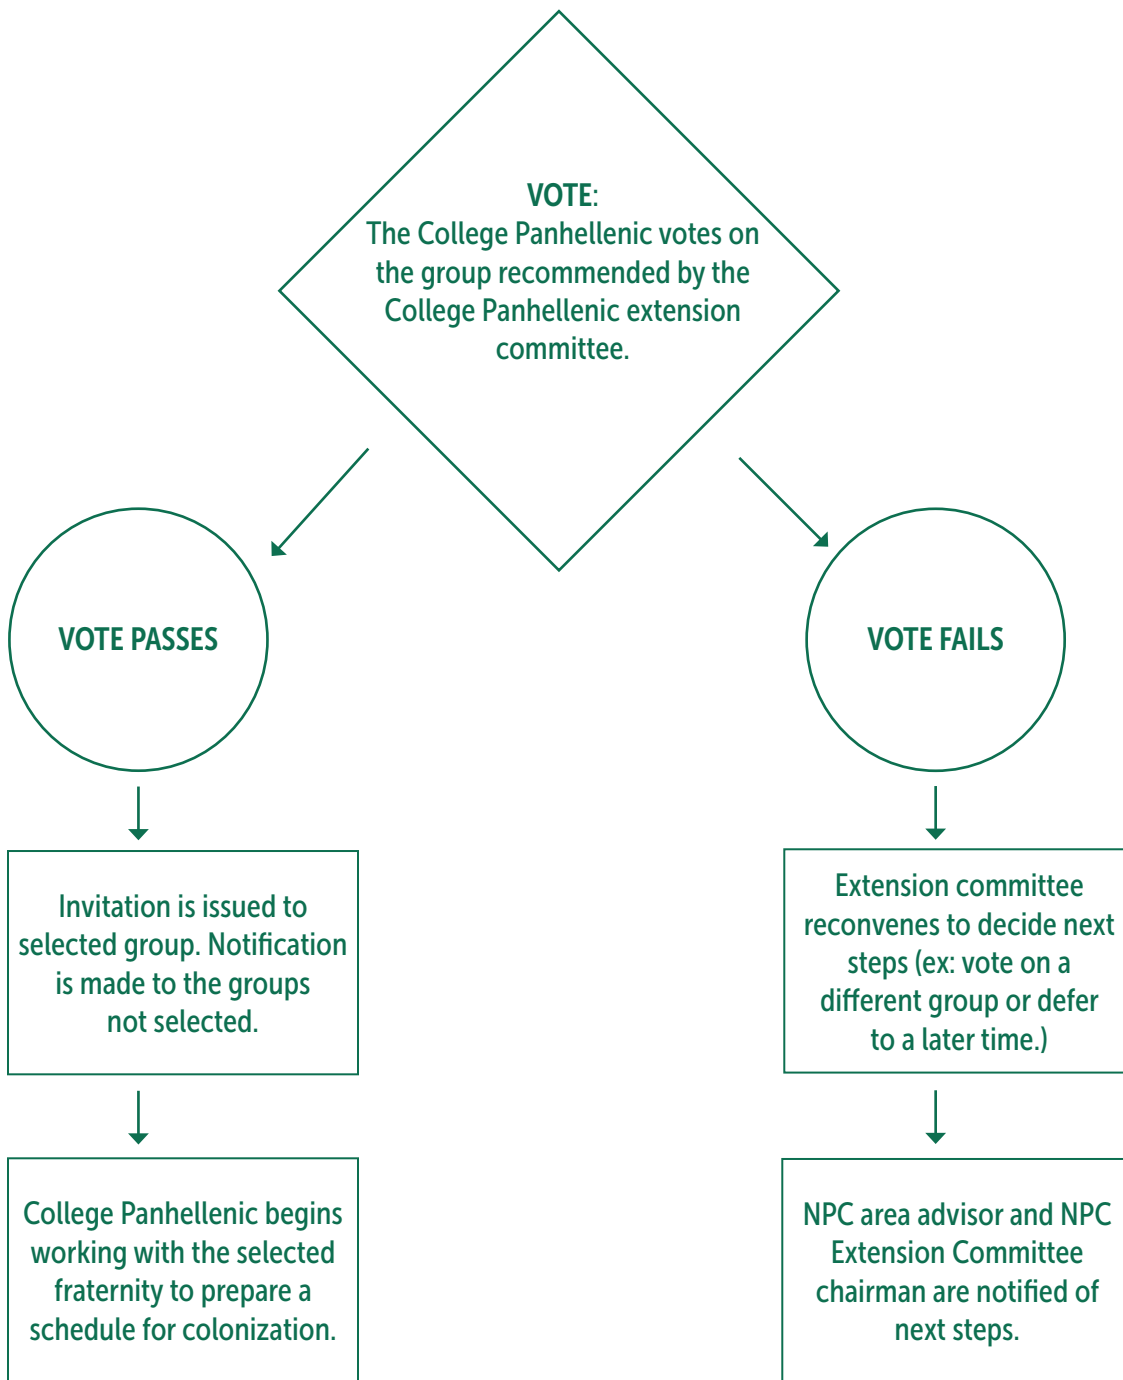 VOTE:
The College Panhellenic votes on
the group recommended by the
College Panhellenic extension
committee.
VOTE PASSES
VOTE FAILS
Invitation is issued to
selected group. Notification
is made to the groups
not selected.
Extension committee
reconvenes to decide next
steps (ex: vote on a
different group or defer
to a later time.)
College Panhellenic begins
working with the selected
fraternity to prepare a
schedule for colonization.
NPC area advisor and NPC
Extension Committee
chairman are notified of
next steps.